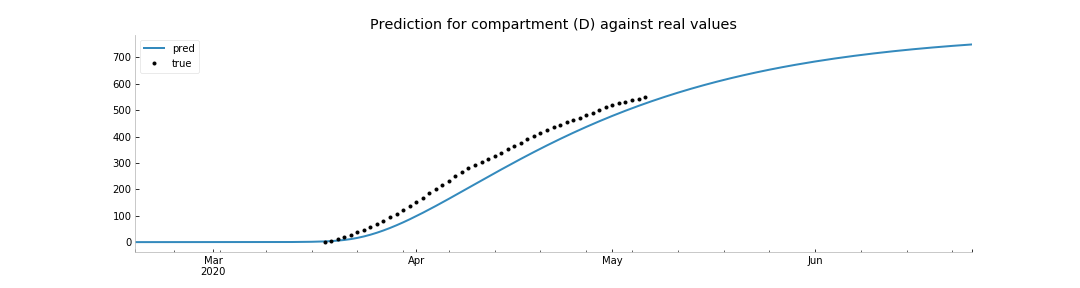 Prediction for compartment (D) against real values
pred
true
700
600
500
400
300
200
100
0
Mar
2020
Apr
May
Jun